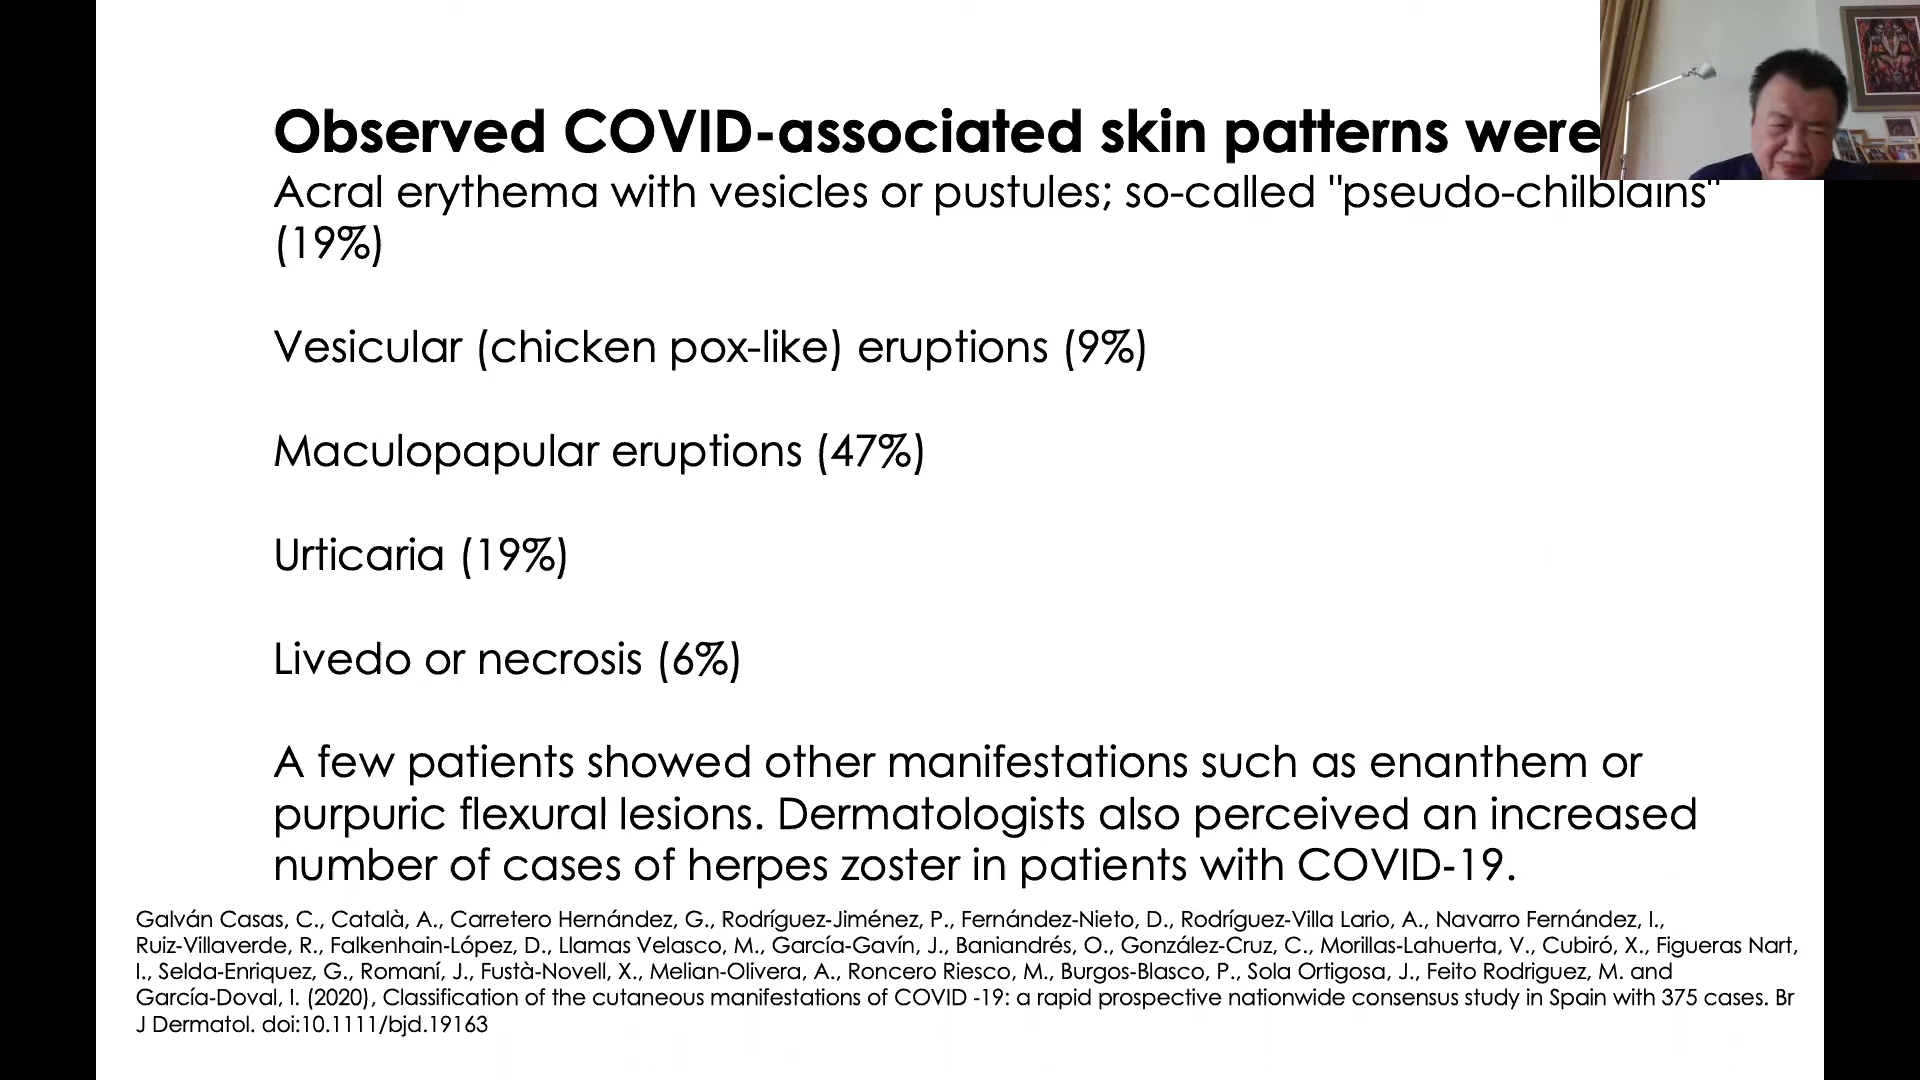 Observed COVID-associated skin patterns were
Acral erythema with vesicles or pustules; so-called "pseudo-chilblains"
(19%)
Vesicular (chicken pox-like) eruptions (9%)
Maculopapular eruptions (47%)
Urticaria (19%)
Livedo or necrosis (6%)
A few patients showed other manifestations such as enanthem or
purpuric flexural lesions. Dermatologists also perceived an increased
number of cases of herpes zoster in patients with COVID-19.
Galván Casas, C., Català, A., Carretero Hernández, G., Rodríguez-Jiménez, P., Fernández-Nieto, D., Rodríguez-Villa Lario, A., Navarro Fernández, I.,
Ruiz-Villaverde, R., Falkenhain-López, D., Llamas Velasco, M., García-Gavín, J., Baniandrés, O., González-Cruz, C., Morillas-Lahuerta, V., Cubiró, X., Figueras Nart,
I., Selda-Enriquez, G., Romaní, J., Fustà-Novell, X., Melian-Olivera, A., Roncero Riesco, M., Burgos-Blasco, P., Sola Ortigosa, J., Feito Rodriguez, M. and
García-Doval, I. (2020), Classification of the cutaneous manifestations of COVID -19: a rapid prospective nationwide consensus study in Spain with 375 cases. Br
J Dermatol. doi:10.1111/bjd.19163